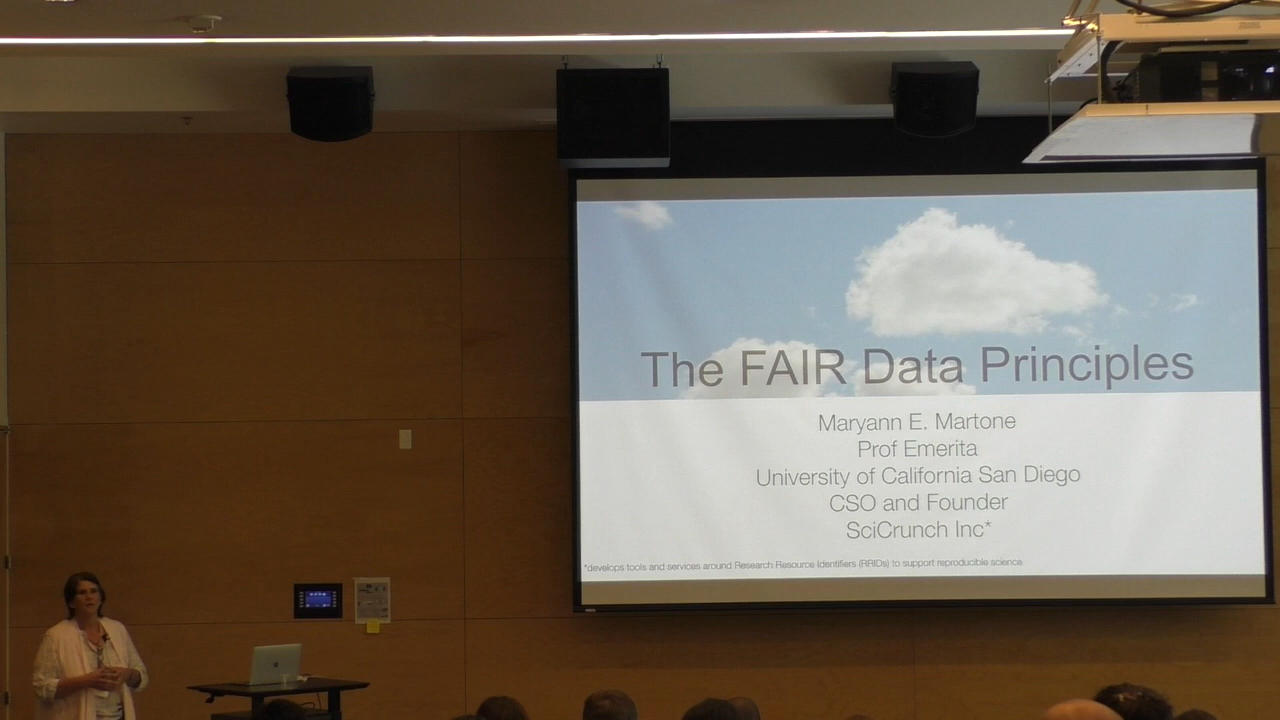 The FAIR Data Principles
Maryann E. Martone
Prof Emerita
University of California San Diego
CSO and Founder
SciCrunch Inc*
*develops tools and services around Research Resource Identifiers (RRIDs) to support reproducible science